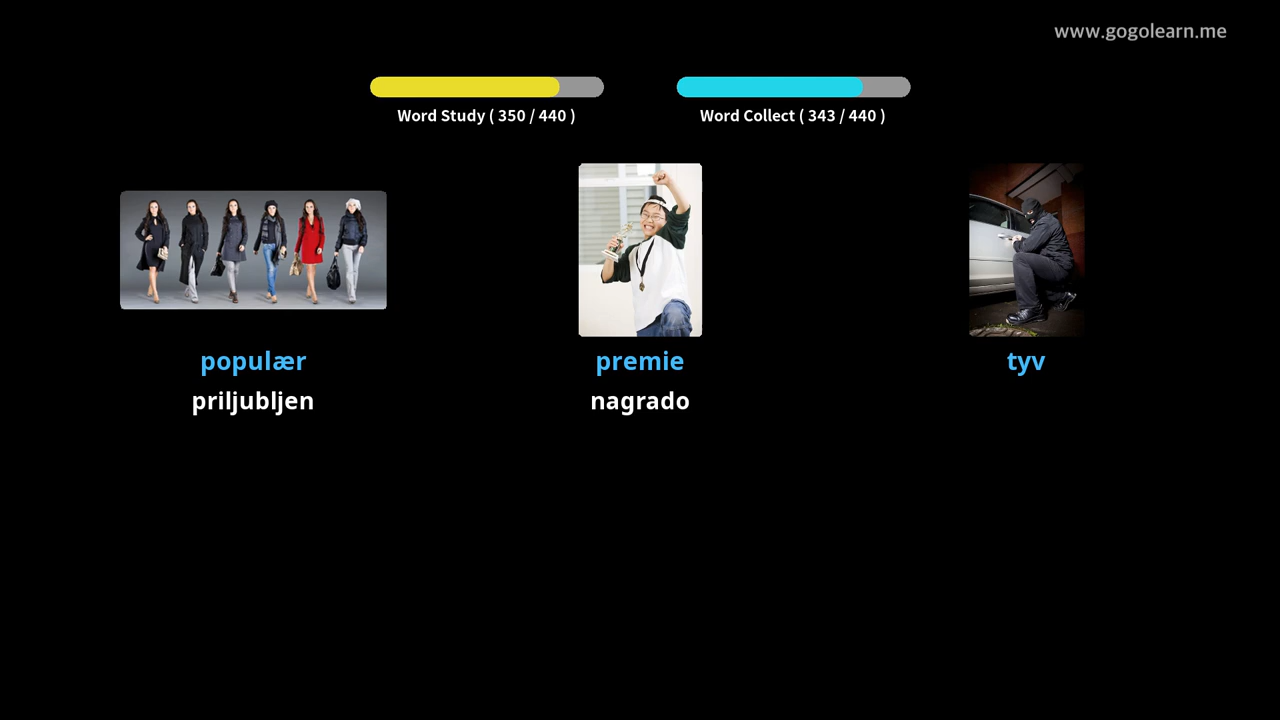 www.gogolearn.me
Word Study ( 350 / 440 )
Word Collect ( 343 / 440 )
populær
premie
tyv
priljubljen
nagrado